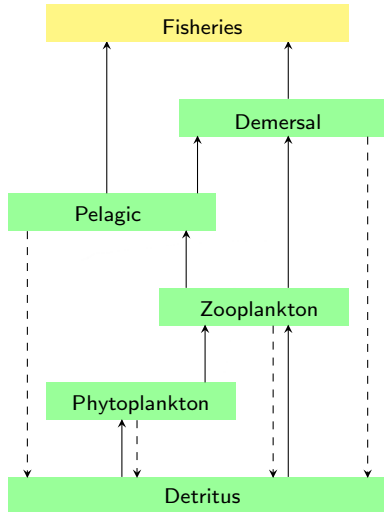 Fisheries
Demersal
Pelagic
Zooplankton
Phytoplankton
Detritus